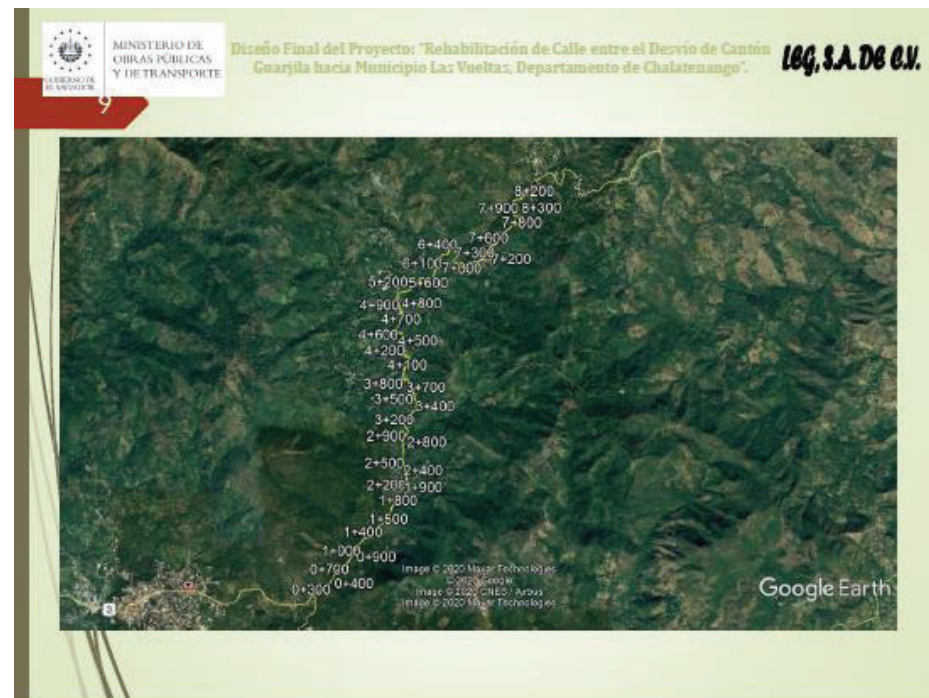 MINISTERIO DE
OBRAS PÚBLICAS
Y DE TRANSPORTE
GOBIERNO DE
EL SALVADOR
Diseño Final del Proyecto: "Rehabilitación de Calle entre el Desvío de Cantón
Guarjila hacia Municipio Las Vueltas, Departamento de Chalatenango".
LEG, S.A. DE C.V.
9
8+200
7+900 8+300
7+800
7+600
6+400 7+300
7+200
6+100 7+000
5+200 5+600
4+900 4+800
4+700
4+600 4+500
4+200
4+100
3+800 3+700
3+500 3+400
3+200
2+900 2+800
2+500 2+400
2+200 1+900
1+800
1+500
1+400
1+000 0+900
0+700
0+300 0+400
3
Image © 2020 Maxar Technologies
© 2020 Google
Image © 2020 CNES / Airbus
Image © 2020 Maxar Technologies
Google Earth